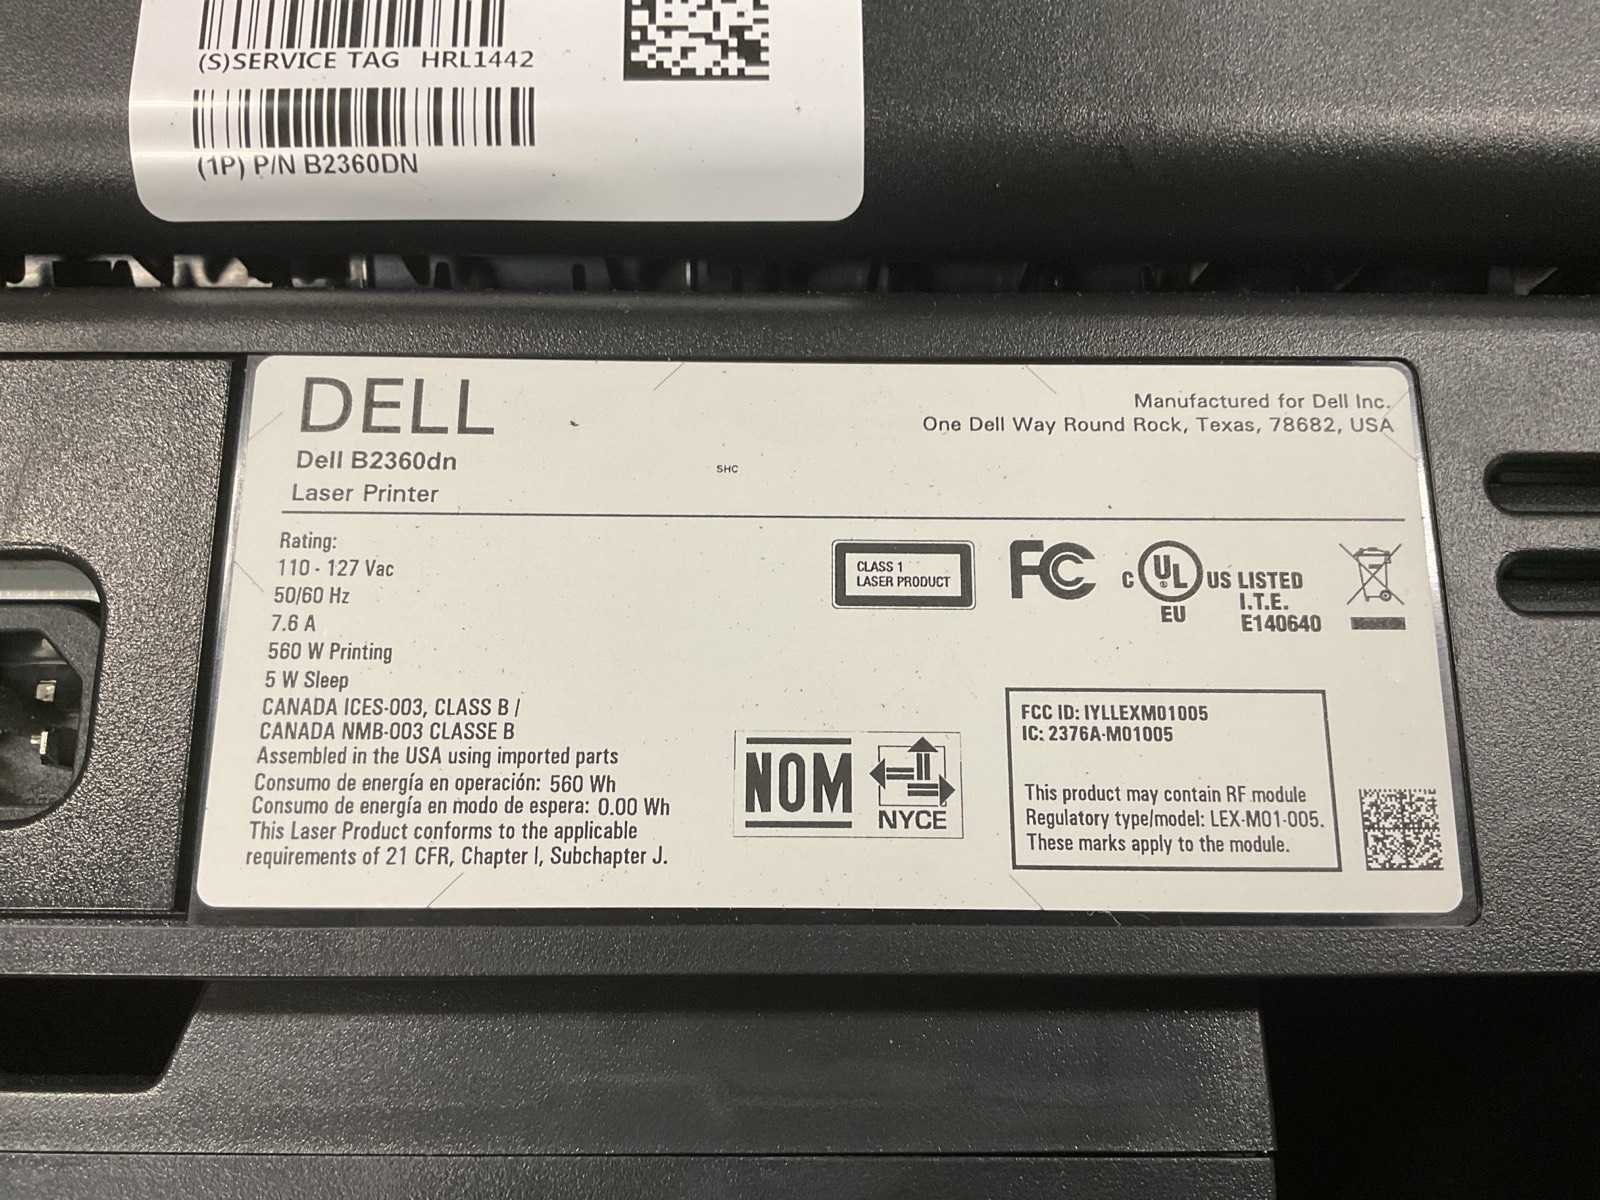 (S)SERVICE TAG HRL1442
(1P) P/N B2360DN
DELL
Dell B2360dn
Laser Printer
SHC
Manufactured for Dell Inc.
One Dell Way Round Rock, Texas, 78682, USA
Rating:
110 - 127 Vac
50/60 Hz
7.6 A
560 W Printing
5 W Sleep
CANADA ICES-003, CLASS B /
CANADA NMB-003 CLASSE B
Assembled in the USA using imported parts
Consumo de energía en operación: 560 Wh
Consumo de energía en modo de espera: 0.00 Wh
This Laser Product conforms to the applicable
requirements of 21 CFR, Chapter I, Subchapter J.
CLASS 1
LASER PRODUCT
FC
C UL US LISTED
EU
I.T.E.
E140640
NOM
NYCE
FCC ID: IYLLEXM01005
IC: 2376A-M01005
This product may contain RF module
Regulatory type/model: LEX-M01-005.
These marks apply to the module.